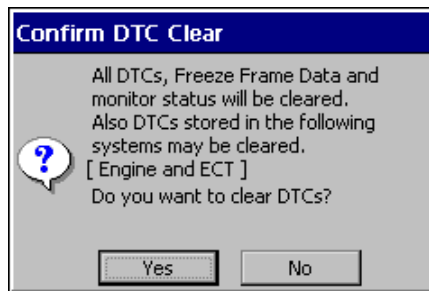 Confirm DTC Clear
All DTCs, Freeze Frame Data and
monitor status will be cleared.
Also DTCs stored in the following
systems may be cleared.
[ Engine and ECT ]
Do you want to clear DTCs?
?
Yes
No